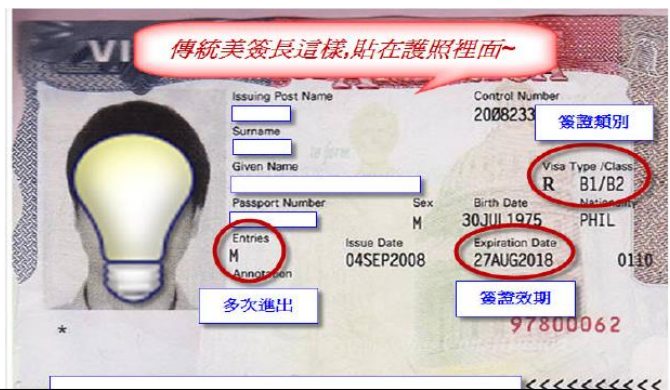 VI
傳統美簽長這樣,貼在護照裡面~
Issuing Post Name
Control Number
2008233
Surname
簽證類別
Given Name
Visa Type /Class
R B1/B2
Passport Number
Sex
Birth Date
Nationality
M
30JUL1975
PHIL
Entries
Issue Date
Expiration Date
M
04SEP2008
27AUG2018
0110
Annotation
多次進出
簽證效期
97800062
*
<<<<<<<<<<